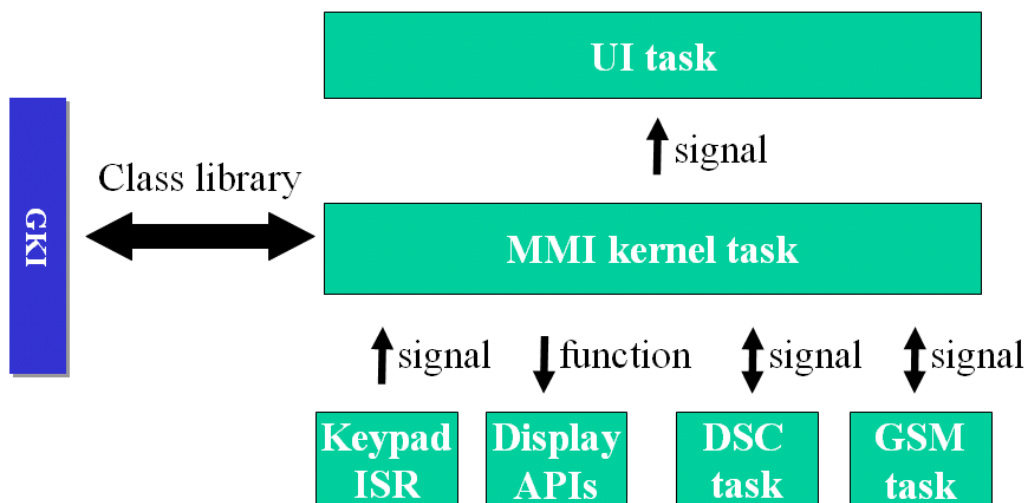 UI task
signal
Class library
GKI
MMI kernel task
signal
function
signal
signal
Keypad
ISR
Display
APIs
DSC
task
GSM
task